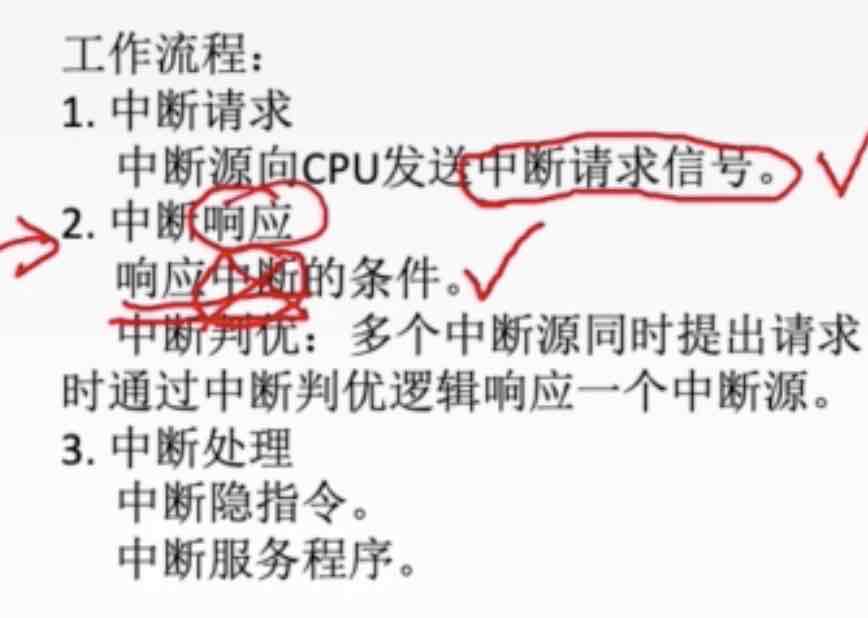 工作流程：
1. 中断请求
中断源向CPU发送中断请求信号。
2. 中断响应
响应中断的条件。
中断判优：多个中断源同时提出请求
时通过中断判优逻辑响应一个中断源。
3. 中断处理
中断隐指令。
中断服务程序。